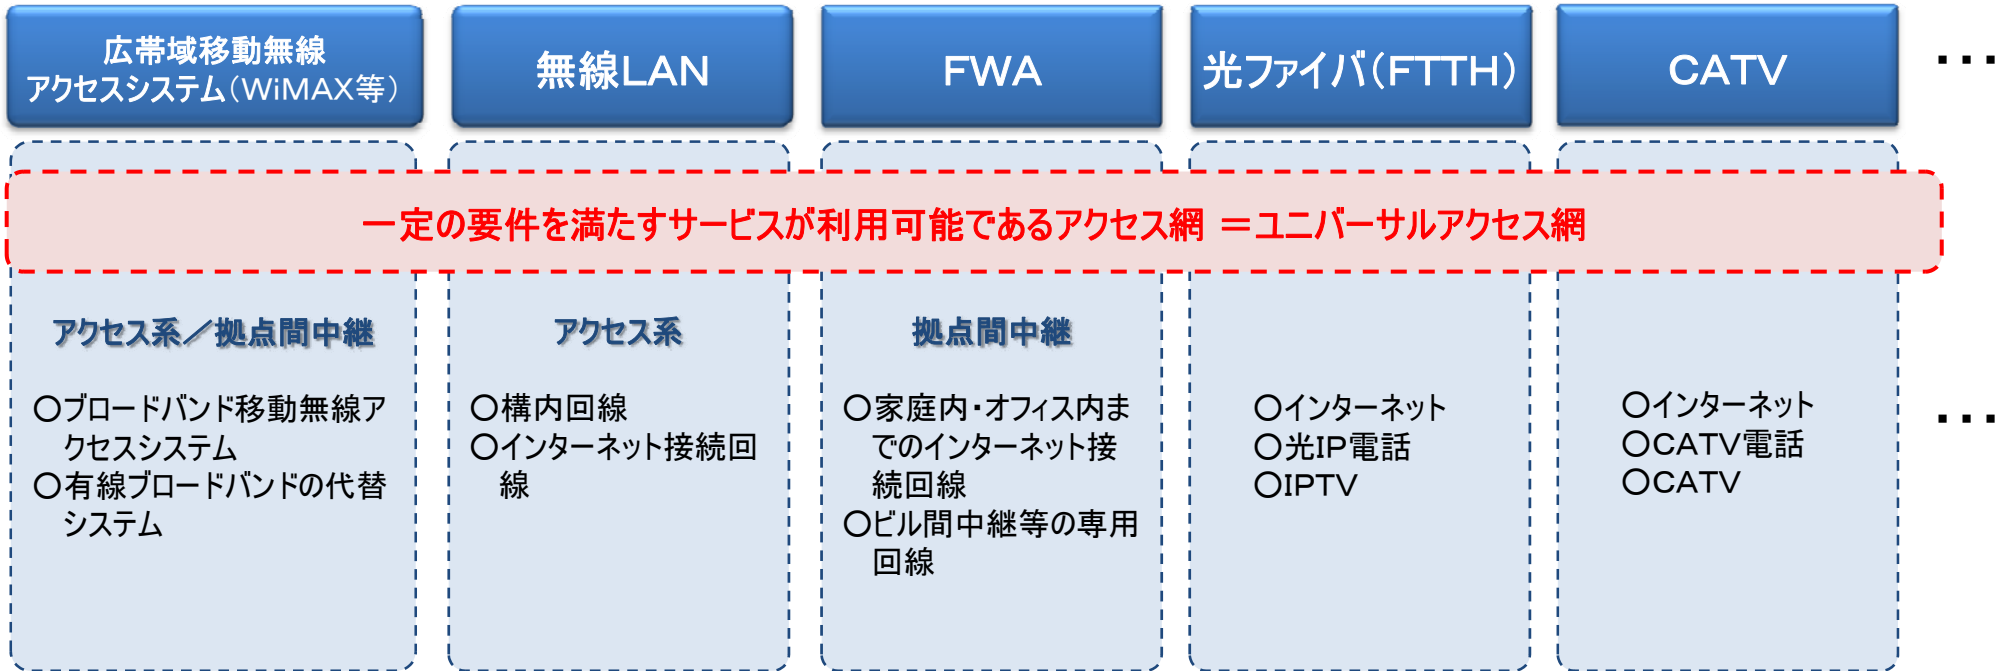 広帯域移動無線
アクセスシステム(WiMAX等)
無線LAN
FWA
光ファイバ(FTTH)
CATV
・・・
一定の要件を満たすサービスが利用可能であるアクセス網 =ユニバーサルアクセス網
アクセス系/拠点間中継
○ブロードバンド移動無線ア
クセスシステム
○有線ブロードバンドの代替
システム
アクセス系
○構内回線
○インターネット接続回
線
拠点間中継
○家庭内・オフィス内ま
でのインターネット接
続回線
○ビル間中継等の専用
回線
○インターネット
○光IP電話
○IPTV
○インターネット
○CATV電話
○CATV
・・・